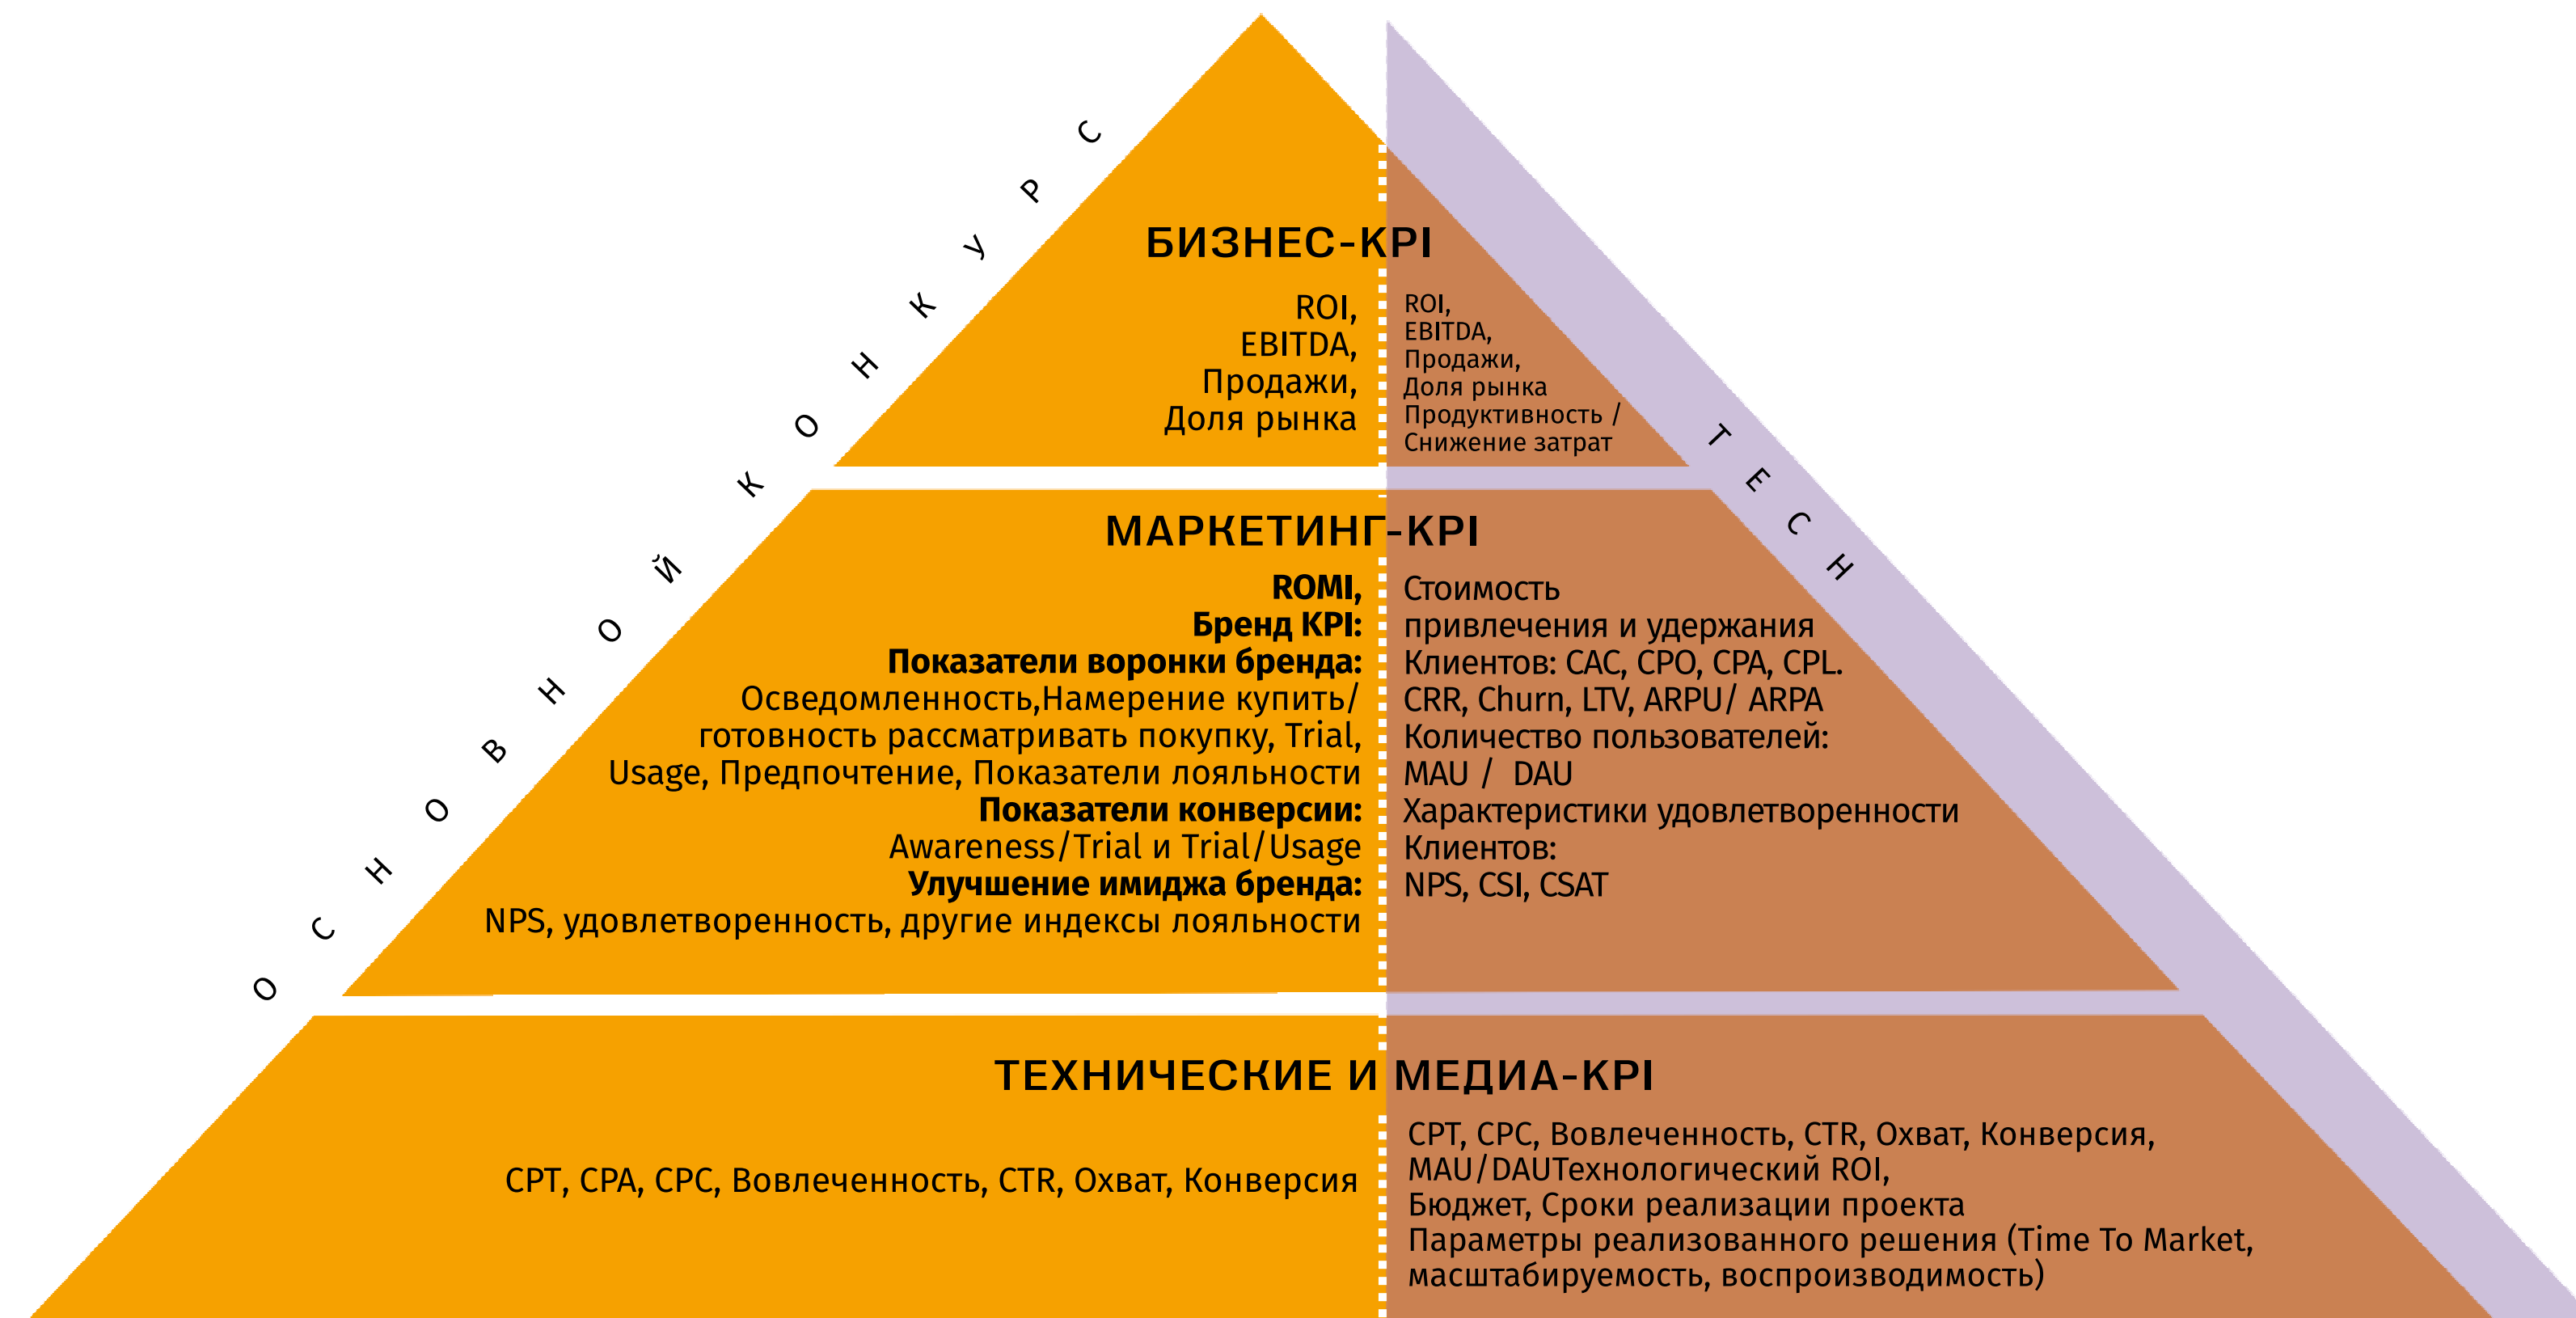 ОСНОВНОЙ КОНКУРС
ТЕСН
БИЗНЕС-KPI
ROI,
EBITDA,
Продажи,
Доля рынка
ROI,
EBITDA,
Продажи,
Доля рынка
Продуктивность /
Снижение затрат
МАРКЕТИНГ-KPI
ROMI,
Бренд KPI:
Показатели воронки бренда:
Осведомленность,Намерение купить/
готовность рассматривать покупку, Trial,
Usage, Предпочтение, Показатели лояльности
Показатели конверсии:
Awareness/Trial и Trial/Usage
Улучшение имиджа бренда:
NPS, удовлетворенность, другие индексы лояльности
Стоимость
привлечения и удержания
Клиентов: CAC, CPO, CPA, CPL.
CRR, Churn, LTV, ARPU/ ARPA
Количество пользователей:
MAU / DAU
Характеристики удовлетворенности
Клиентов:
NPS, CSI, CSAT
ТЕХНИЧЕСКИЕ И МЕДИА-KPI
CPT, CPA, CPC, Вовлеченность, CTR, Охват, Конверсия
CPT, CPC, Вовлеченность, CTR, Охват, Конверсия,
MAU/DAUТехнологический ROI,
Бюджет, Сроки реализации проекта
Параметры реализованного решения (Time To Market,
масштабируемость, воспроизводимость)